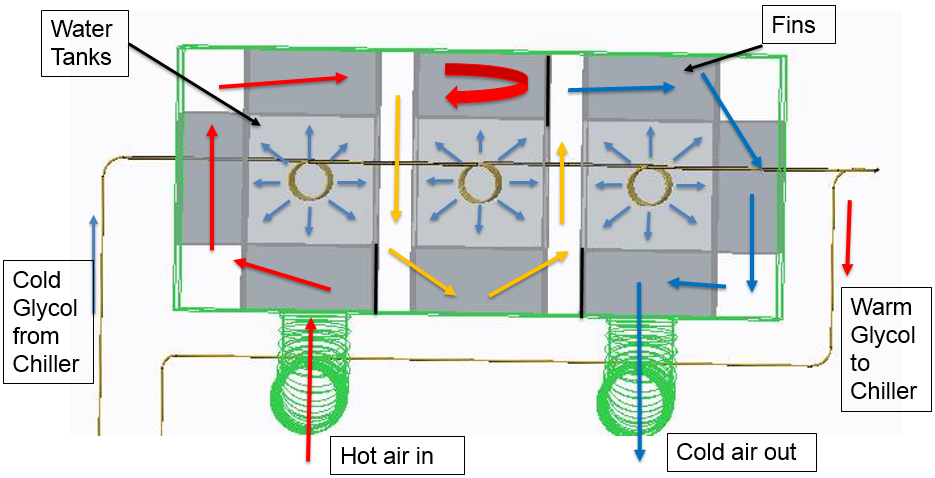 Water
Tanks
Fins
Cold
Glycol
from
Chiller
Warm
Glycol
to
Chiller
Hot air in
Cold air out